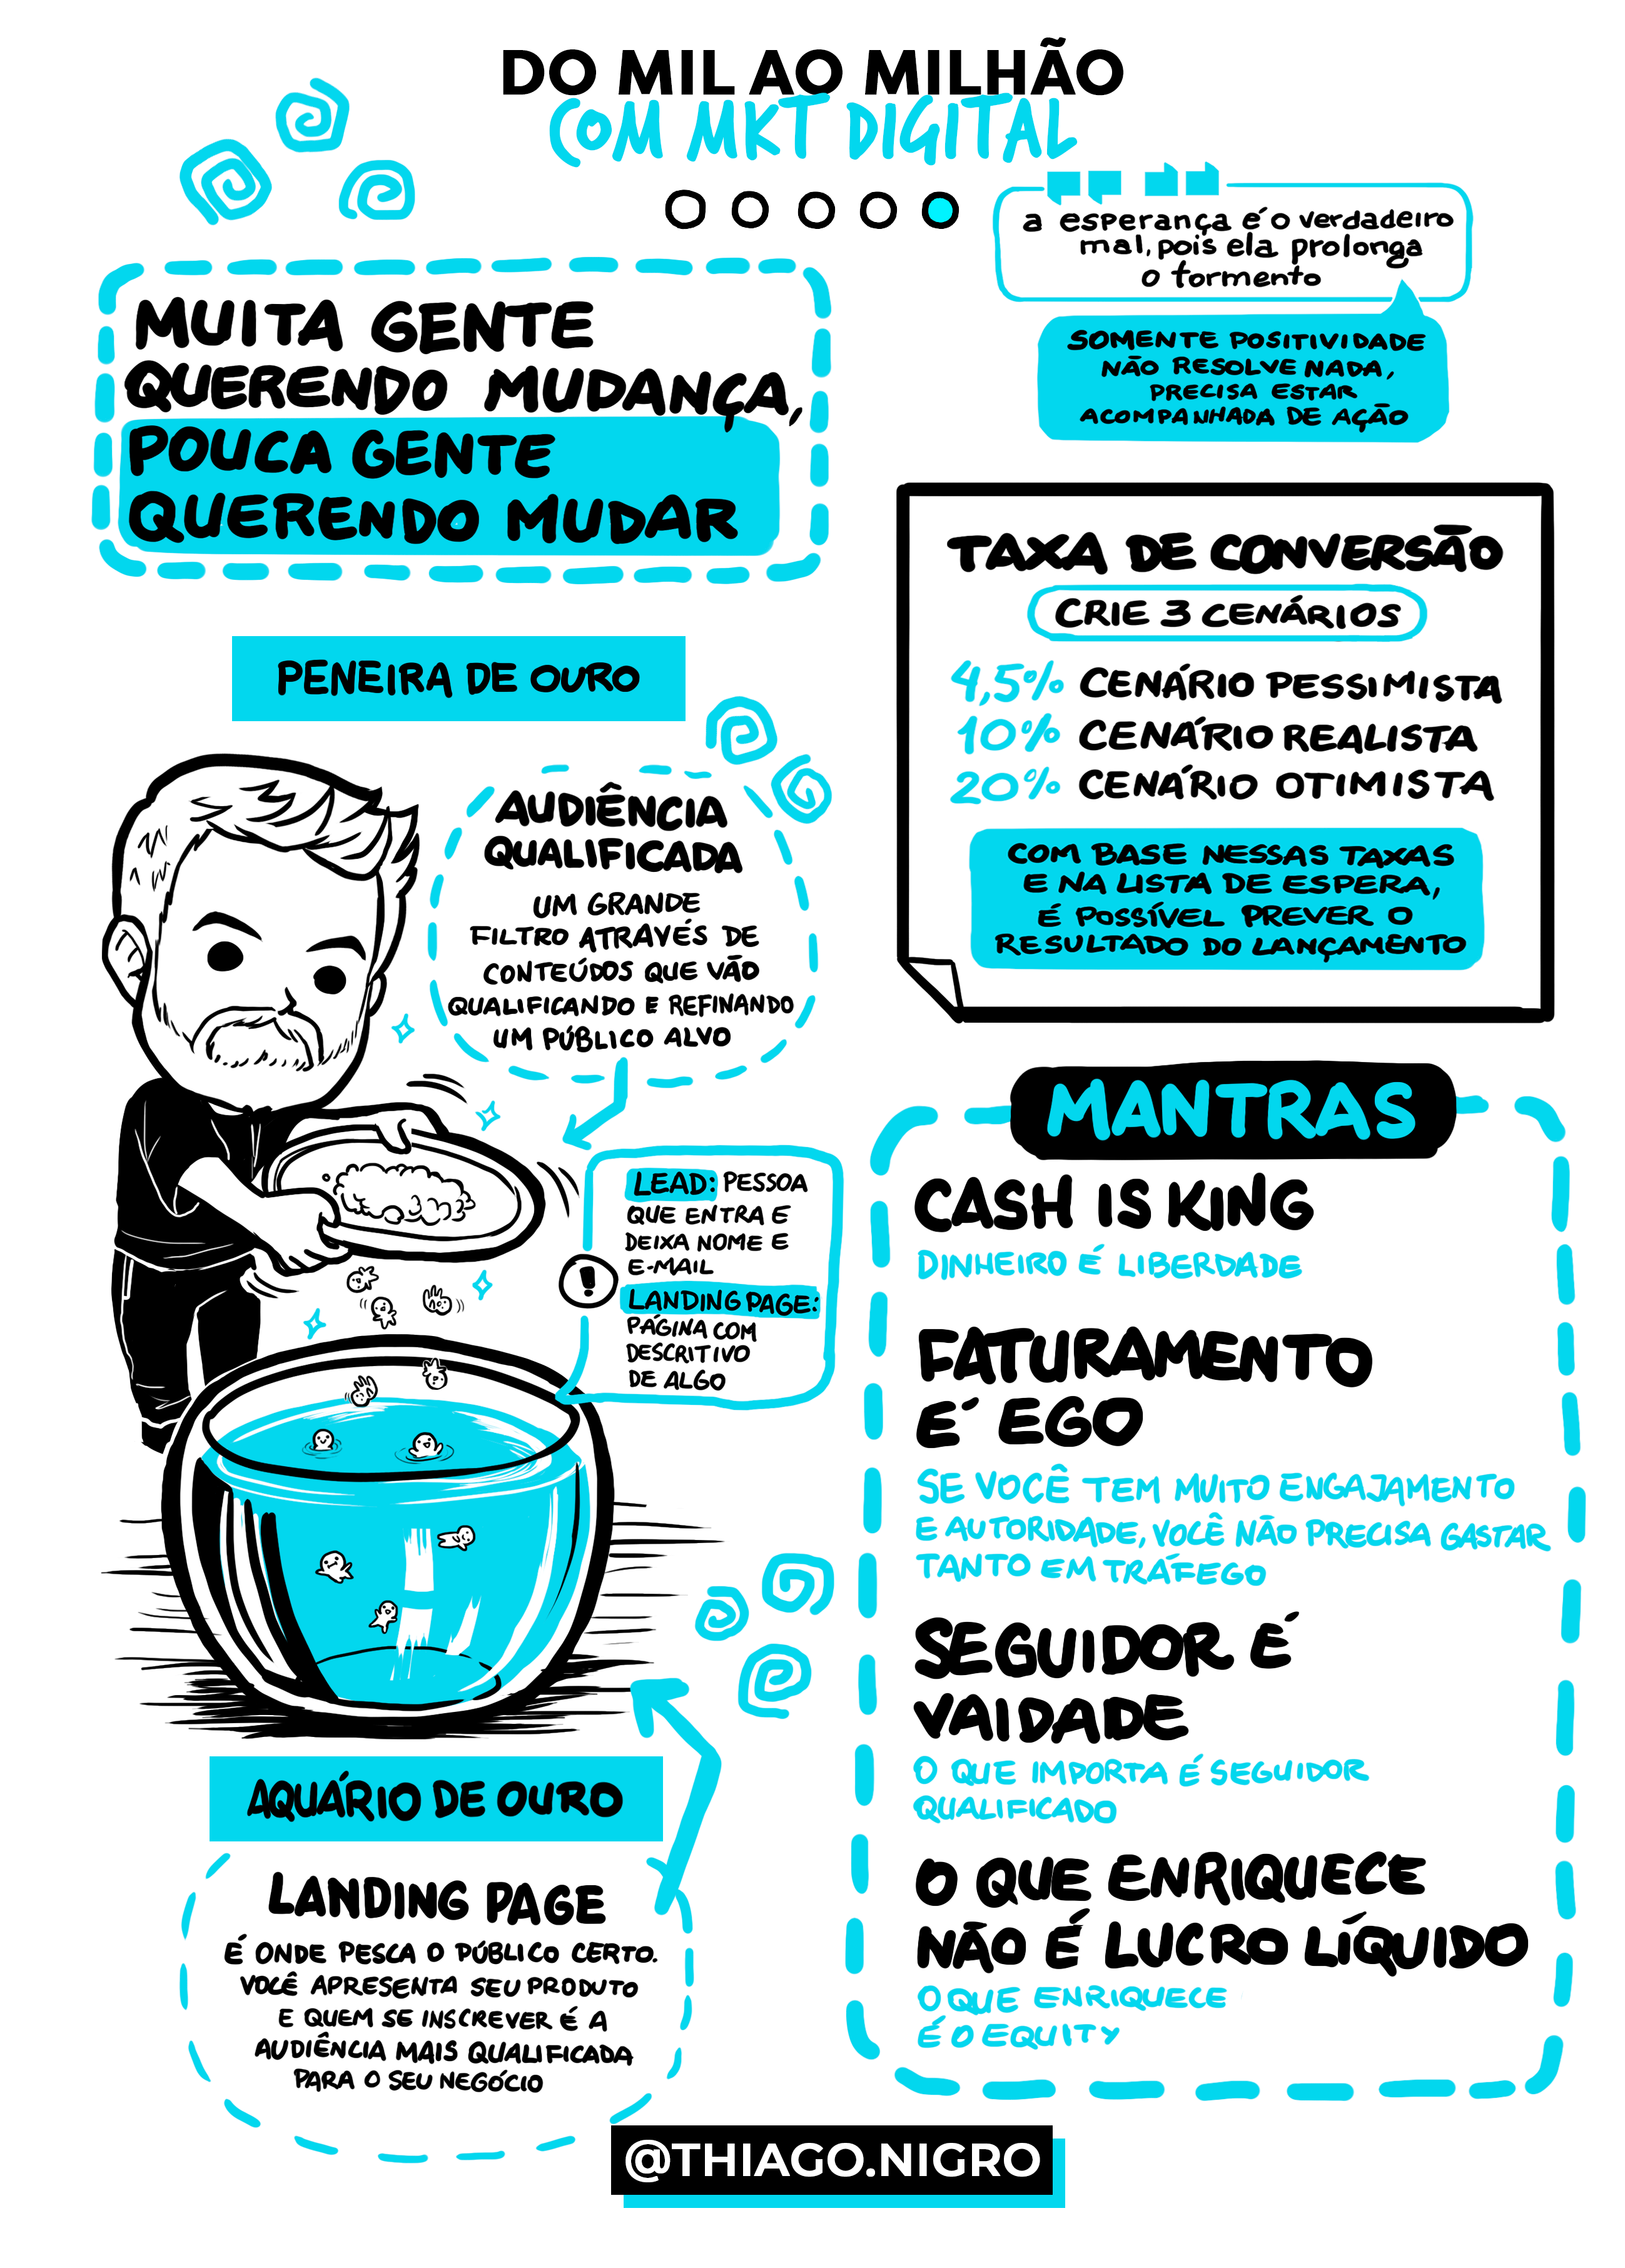 DO MIL AO MILHÃO
COM MKT DIGITAL
a esperança é o verdadeiro
mal, pois ela prolonga
o tormento
SOMENTE POSITIVIDADE
NÃO RESOLVE NADA,
PRECISA ESTAR
ACOMPANHADA DE AÇÃO
MUITA GENTE
QUERENDO MUDANÇA,
POUCA GENTE
QUERENDO MUDAR
TAXA DE CONVERSÃO
CRIE 3 CENÁRIOS
4,5% CENÁRIO PESSIMISTA
10% CENÁRIO REALISTA
20% CENÁRIO OTIMISTA
COM BASE NESSAS TAXAS
E NA LISTA DE ESPERA,
É POSSÍVEL PREVER O
RESULTADO DO LANÇAMENTO
PENEIRA DE OURO
AUDIÊNCIA
QUALIFICADA
UM GRANDE
FILTRO ATRAVÉS DE
CONTEÚDOS QUE VÃO
QUALIFICANDO E REFINANDO
UM PÚBLICO ALVO
LEAD: PESSOA
QUE ENTRA E
DEIXA NOME E
E-MAIL
!
LANDING PAGE:
PÁGINA COM
DESCRITIVO
DE ALGO
AQUÁRIO DE OURO
LANDING PAGE
É ONDE PESCA O PÚBLICO CERTO.
VOCÊ APRESENTA SEU PRODUTO
E QUEM SE INSCREVER É A
AUDIÊNCIA MAIS QUALIFICADA
PARA O SEU NEGÓCIO
MANTRAS
CASH IS KING
DINHEIRO É LIBERDADE
FATURAMENTO
É EGO
SE VOCÊ TEM MUITO ENGAJAMENTO
E AUTORIDADE, VOCÊ NÃO PRECISA GASTAR
TANTO EM TRÁFEGO
SEGUIDOR É
VAIDADE
O QUE IMPORTA É SEGUIDOR
QUALIFICADO
O QUE ENRIQUECE
NÃO É LUCRO LÍQUIDO
O QUE ENRIQUECE
É O EQUITY
@THIAGO.NIGRO